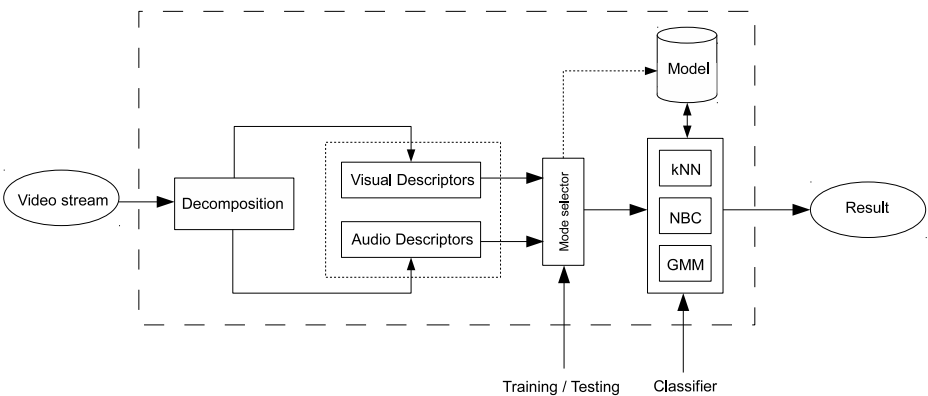 Video stream
Decomposition
Visual Descriptors
Audio Descriptors
Mode selector
Model
kNN
NBC
GMM
Result
Training / Testing
Classifier